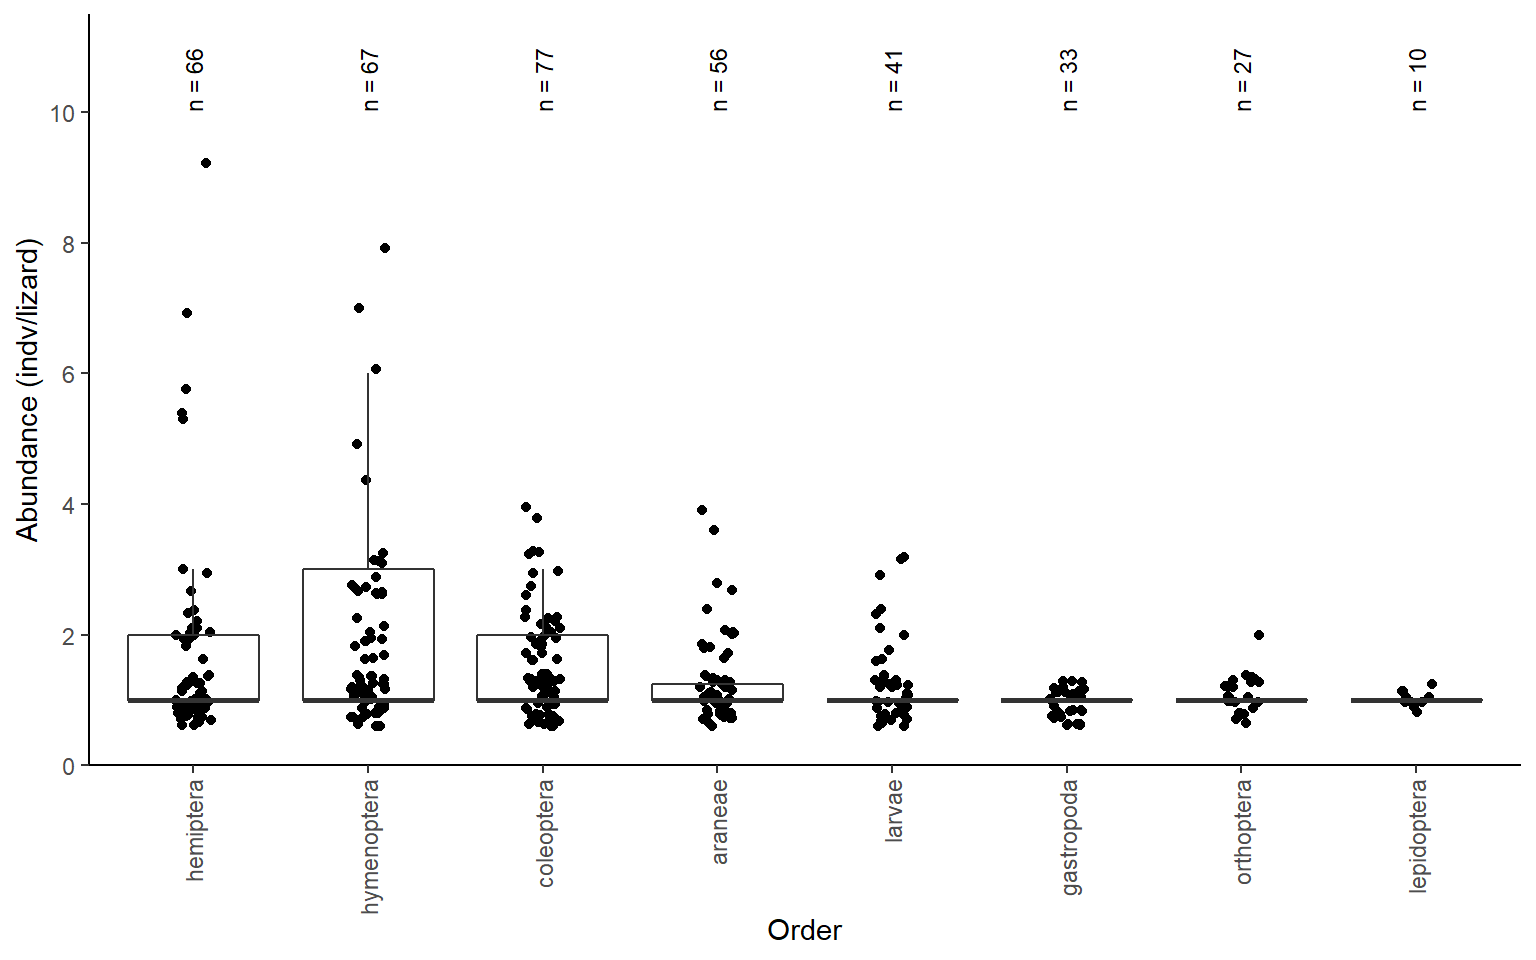 n = 66
n = 67
n = 77
n = 56
n = 41
n = 33
n = 27
n = 10
Abundance (indv/lizard)
10
8
6
4
2
0
hemiptera
hymenoptera
coleoptera
araneae
larvae
gastropoda
orthoptera
lepidoptera
Order